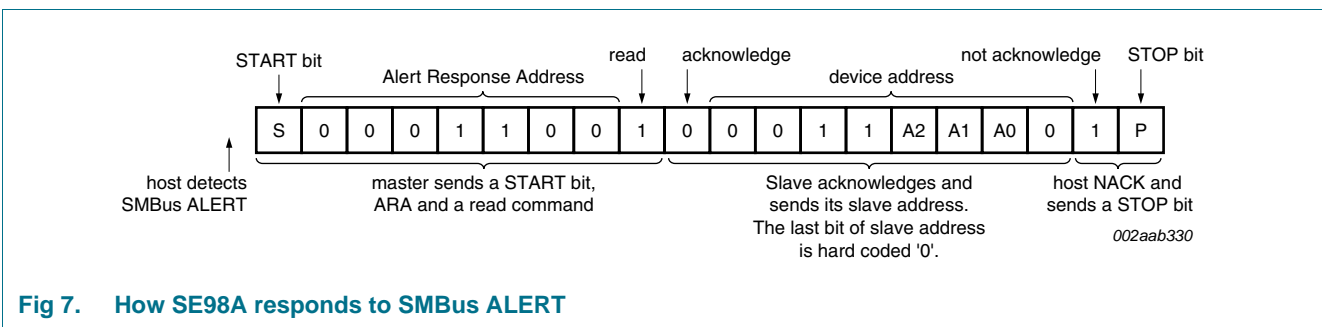 START bit
Alert Response Address
read
acknowledge
device address
not acknowledge
STOP bit
S 0 0 0 1 1 0 0 1 0 0 0 1 1 A2 A1 A0 0 1 P
host detects
SMBus ALERT
master sends a START bit,
ARA and a read command
Slave acknowledges and
sends its slave address.
The last bit of slave address
is hard coded '0'.
host NACK and
sends a STOP bit
002aab330
Fig 7. How SE98A responds to SMBus ALERT